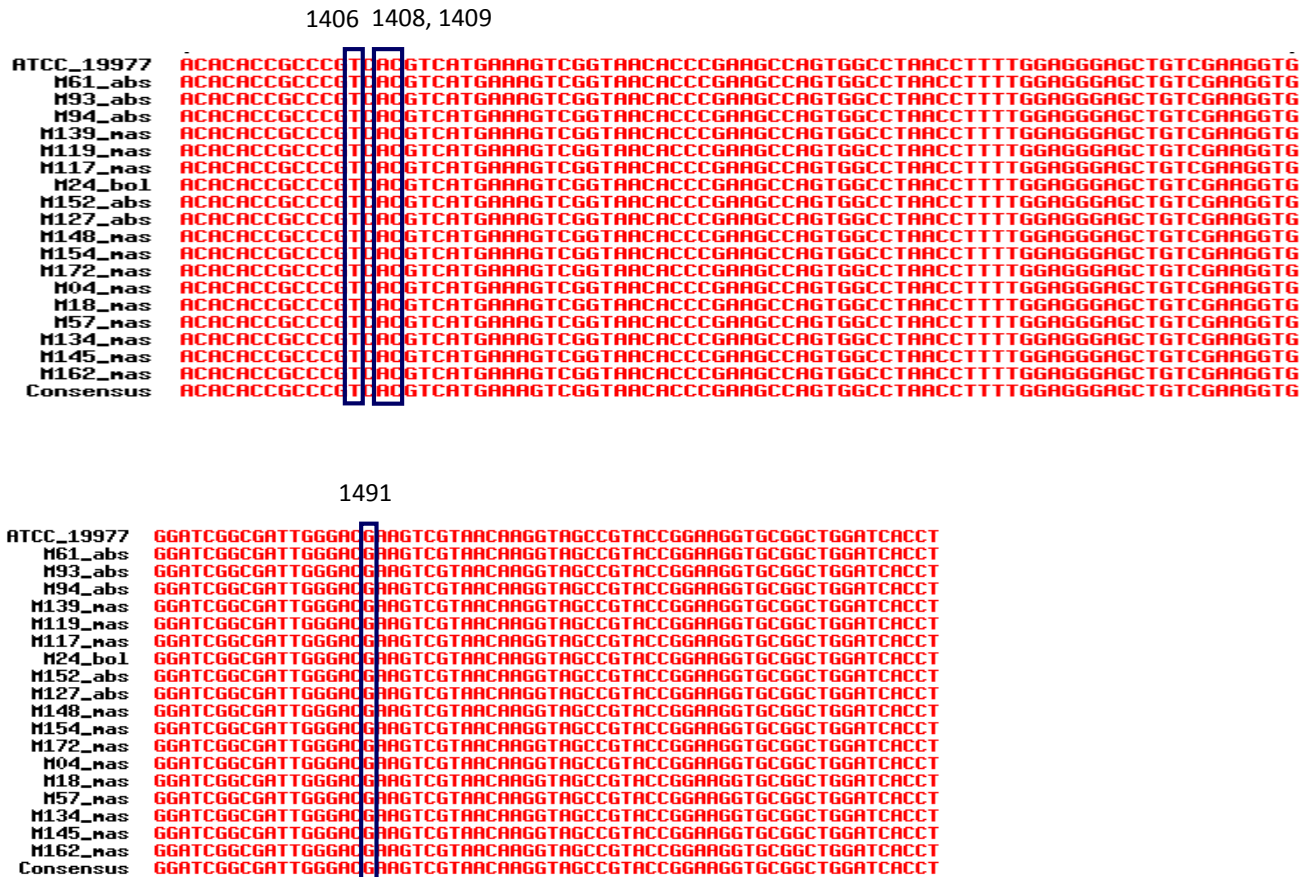 1406 1408, 1409
ATCC_19977 ACACACCGCCCGTCACGTCATGAAAGTCGGTAACACCCGAAGCCAGTGGCCTAACCTTTTGGAGGGAGCTGTCGAAGGTG
M61_abs ACACACCGCCCGTCACGTCATGAAAGTCGGTAACACCCGAAGCCAGTGGCCTAACCTTTTGGAGGGAGCTGTCGAAGGTG
M93_abs ACACACCGCCCGTCACGTCATGAAAGTCGGTAACACCCGAAGCCAGTGGCCTAACCTTTTGGAGGGAGCTGTCGAAGGTG
M94_abs ACACACCGCCCGTCACGTCATGAAAGTCGGTAACACCCGAAGCCAGTGGCCTAACCTTTTGGAGGGAGCTGTCGAAGGTG
M139_mas ACACACCGCCCGTCACGTCATGAAAGTCGGTAACACCCGAAGCCAGTGGCCTAACCTTTTGGAGGGAGCTGTCGAAGGTG
M119_mas ACACACCGCCCGTCACGTCATGAAAGTCGGTAACACCCGAAGCCAGTGGCCTAACCTTTTGGAGGGAGCTGTCGAAGGTG
M117_mas ACACACCGCCCGTCACGTCATGAAAGTCGGTAACACCCGAAGCCAGTGGCCTAACCTTTTGGAGGGAGCTGTCGAAGGTG
M24_bol ACACACCGCCCGTCACGTCATGAAAGTCGGTAACACCCGAAGCCAGTGGCCTAACCTTTTGGAGGGAGCTGTCGAAGGTG
M152_abs ACACACCGCCCGTCACGTCATGAAAGTCGGTAACACCCGAAGCCAGTGGCCTAACCTTTTGGAGGGAGCTGTCGAAGGTG
M127_abs ACACACCGCCCGTCACGTCATGAAAGTCGGTAACACCCGAAGCCAGTGGCCTAACCTTTTGGAGGGAGCTGTCGAAGGTG
M148_mas ACACACCGCCCGTCACGTCATGAAAGTCGGTAACACCCGAAGCCAGTGGCCTAACCTTTTGGAGGGAGCTGTCGAAGGTG
M154_mas ACACACCGCCCGTCACGTCATGAAAGTCGGTAACACCCGAAGCCAGTGGCCTAACCTTTTGGAGGGAGCTGTCGAAGGTG
M172_mas ACACACCGCCCGTCACGTCATGAAAGTCGGTAACACCCGAAGCCAGTGGCCTAACCTTTTGGAGGGAGCTGTCGAAGGTG
M04_mas ACACACCGCCCGTCACGTCATGAAAGTCGGTAACACCCGAAGCCAGTGGCCTAACCTTTTGGAGGGAGCTGTCGAAGGTG
M18_mas ACACACCGCCCGTCACGTCATGAAAGTCGGTAACACCCGAAGCCAGTGGCCTAACCTTTTGGAGGGAGCTGTCGAAGGTG
M57_mas ACACACCGCCCGTCACGTCATGAAAGTCGGTAACACCCGAAGCCAGTGGCCTAACCTTTTGGAGGGAGCTGTCGAAGGTG
M134_mas ACACACCGCCCGTCACGTCATGAAAGTCGGTAACACCCGAAGCCAGTGGCCTAACCTTTTGGAGGGAGCTGTCGAAGGTG
M145_mas ACACACCGCCCGTCACGTCATGAAAGTCGGTAACACCCGAAGCCAGTGGCCTAACCTTTTGGAGGGAGCTGTCGAAGGTG
M162_mas ACACACCGCCCGTCACGTCATGAAAGTCGGTAACACCCGAAGCCAGTGGCCTAACCTTTTGGAGGGAGCTGTCGAAGGTG
Consensus ACACACCGCCCGTCACGTCATGAAAGTCGGTAACACCCGAAGCCAGTGGCCTAACCTTTTGGAGGGAGCTGTCGAAGGTG
1491
ATCC_19977 GGATCGGCGATTGGGACGAAGTCGTAACAAGGTAGCCGTACCGGAAGGTGCGGCTGGATCACCT
M61_abs GGATCGGCGATTGGGACGAAGTCGTAACAAGGTAGCCGTACCGGAAGGTGCGGCTGGATCACCT
M93_abs GGATCGGCGATTGGGACGAAGTCGTAACAAGGTAGCCGTACCGGAAGGTGCGGCTGGATCACCT
M94_abs GGATCGGCGATTGGGACGAAGTCGTAACAAGGTAGCCGTACCGGAAGGTGCGGCTGGATCACCT
M139_mas GGATCGGCGATTGGGACGAAGTCGTAACAAGGTAGCCGTACCGGAAGGTGCGGCTGGATCACCT
M119_mas GGATCGGCGATTGGGACGAAGTCGTAACAAGGTAGCCGTACCGGAAGGTGCGGCTGGATCACCT
M117_mas GGATCGGCGATTGGGACGAAGTCGTAACAAGGTAGCCGTACCGGAAGGTGCGGCTGGATCACCT
M24_bol GGATCGGCGATTGGGACGAAGTCGTAACAAGGTAGCCGTACCGGAAGGTGCGGCTGGATCACCT
M152_abs GGATCGGCGATTGGGACGAAGTCGTAACAAGGTAGCCGTACCGGAAGGTGCGGCTGGATCACCT
M127_abs GGATCGGCGATTGGGACGAAGTCGTAACAAGGTAGCCGTACCGGAAGGTGCGGCTGGATCACCT
M148_mas GGATCGGCGATTGGGACGAAGTCGTAACAAGGTAGCCGTACCGGAAGGTGCGGCTGGATCACCT
M154_mas GGATCGGCGATTGGGACGAAGTCGTAACAAGGTAGCCGTACCGGAAGGTGCGGCTGGATCACCT
M172_mas GGATCGGCGATTGGGACGAAGTCGTAACAAGGTAGCCGTACCGGAAGGTGCGGCTGGATCACCT
M04_mas GGATCGGCGATTGGGACGAAGTCGTAACAAGGTAGCCGTACCGGAAGGTGCGGCTGGATCACCT
M18_mas GGATCGGCGATTGGGACGAAGTCGTAACAAGGTAGCCGTACCGGAAGGTGCGGCTGGATCACCT
M57_mas GGATCGGCGATTGGGACGAAGTCGTAACAAGGTAGCCGTACCGGAAGGTGCGGCTGGATCACCT
M134_mas GGATCGGCGATTGGGACGAAGTCGTAACAAGGTAGCCGTACCGGAAGGTGCGGCTGGATCACCT
M145_mas GGATCGGCGATTGGGACGAAGTCGTAACAAGGTAGCCGTACCGGAAGGTGCGGCTGGATCACCT
M162_mas GGATCGGCGATTGGGACGAAGTCGTAACAAGGTAGCCGTACCGGAAGGTGCGGCTGGATCACCT
Consensus GGATCGGCGATTGGGACGAAGTCGTAACAAGGTAGCCGTACCGGAAGGTGCGGCTGGATCACCT